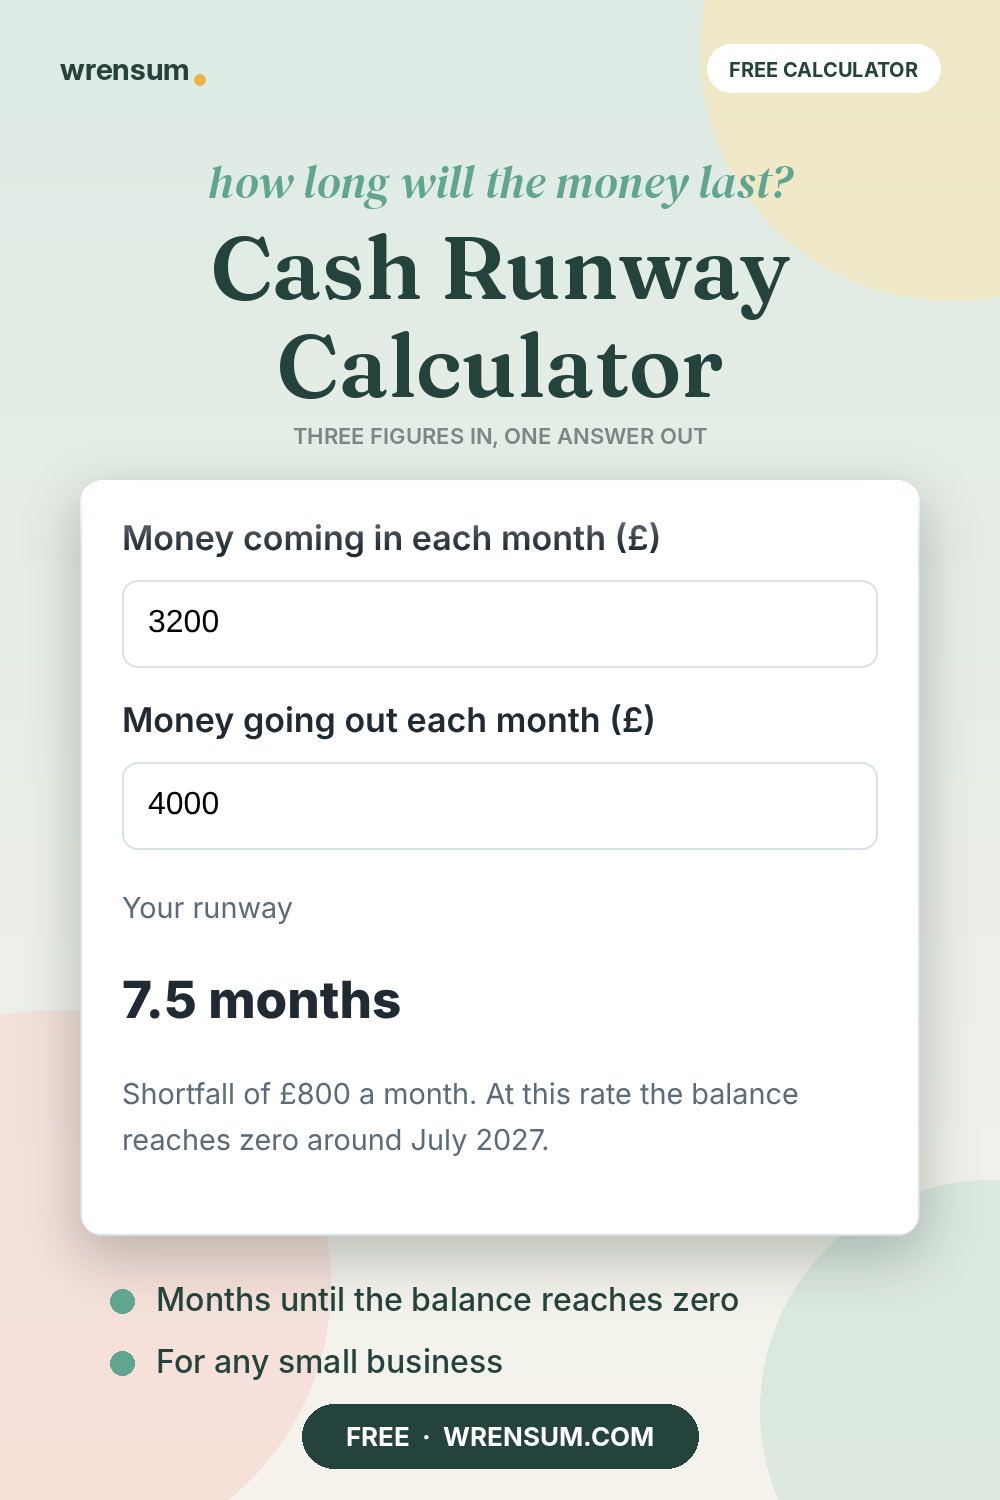 wrensum.
FREE CALCULATOR
how long will the money last?
Cash Runway
Calculator
THREE FIGURES IN, ONE ANSWER OUT
Money coming in each month (£)
3200
Money going out each month (£)
4000
Your runway
7.5 months
Shortfall of £800 a month. At this rate the balance
reaches zero around July 2027.
Months until the balance reaches zero
For any small business
FREE · WRENSUM.COM